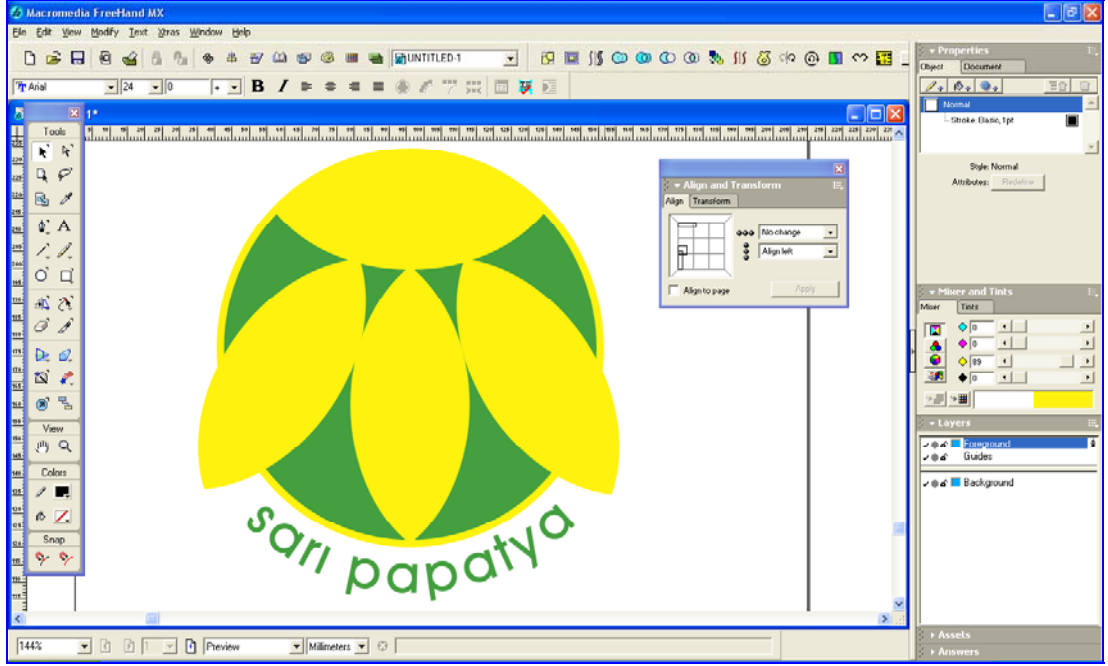 Macromedia FreeHand MX
File Edit View Modify Text Xtras Window Help
UNTITLED-1
Arial 24 0
1*
Tools
View
Colors
Snap
sarı papatya
Align and Transform
Align Transform
No change
Align left
Align to page Apply
Properties
Object Document
Normal
Stroke: Basic, 1pt
Style: Normal
Attributes: Redefine
Mixer and Tints
Mixer Tints
0
0
89
0
Layers
Foreground
Guides
Background
Assets
Answers
144% 1 Preview Millimeters